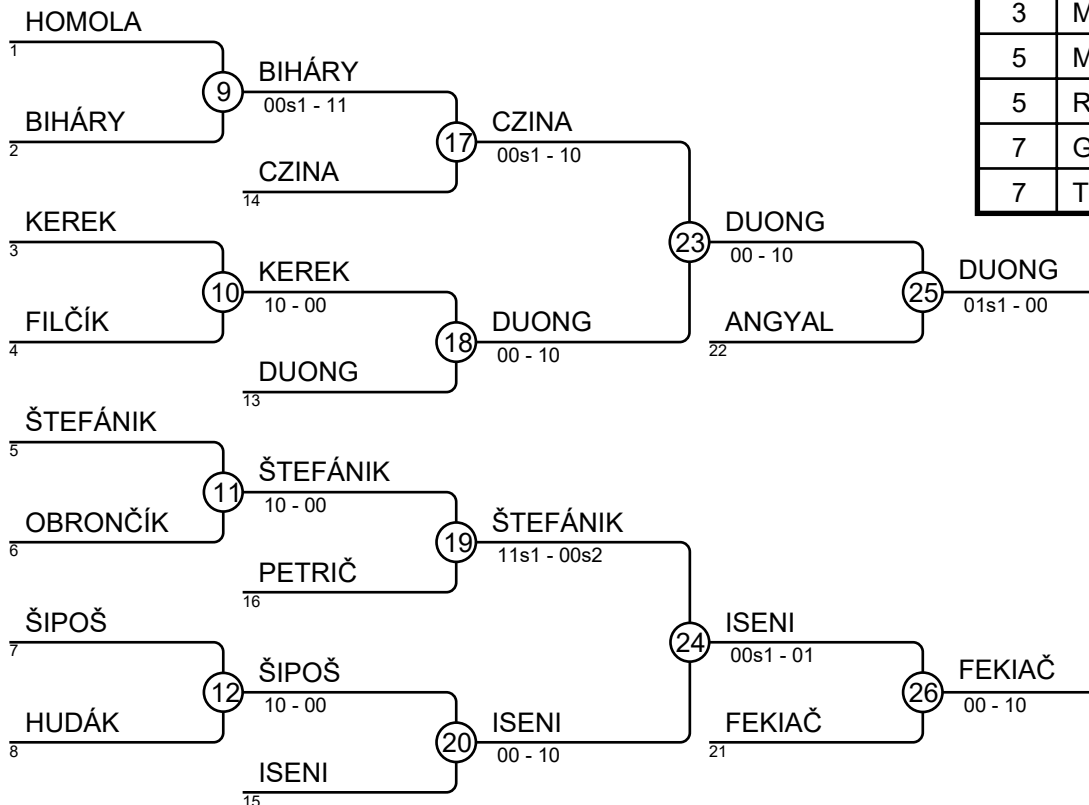 HOMOLA
1
9
BIHÁRY
00s1 - 11
BIHÁRY
2
17
CZINA
00s1 - 10
CZINA
14
KEREK
3
10
KEREK
10 - 00
FILČÍK
4
18
DUONG
00 - 10
DUONG
13
23
DUONG
00 - 10
ANGYAL
22
25
DUONG
01s1 - 00
ŠTEFÁNIK
5
11
ŠTEFÁNIK
10 - 00
OBRONČÍK
6
19
ŠTEFÁNIK
11s1 - 00s2
PETRIČ
16
ŠIPOŠ
7
12
ŠIPOŠ
10 - 00
HUDÁK
8
20
ISENI
00 - 10
ISENI
15
24
ISENI
00s1 - 01
FEKIAČ
21
26
FEKIAČ
00 - 10
3 M
5 M
5 R
7 G
7 T